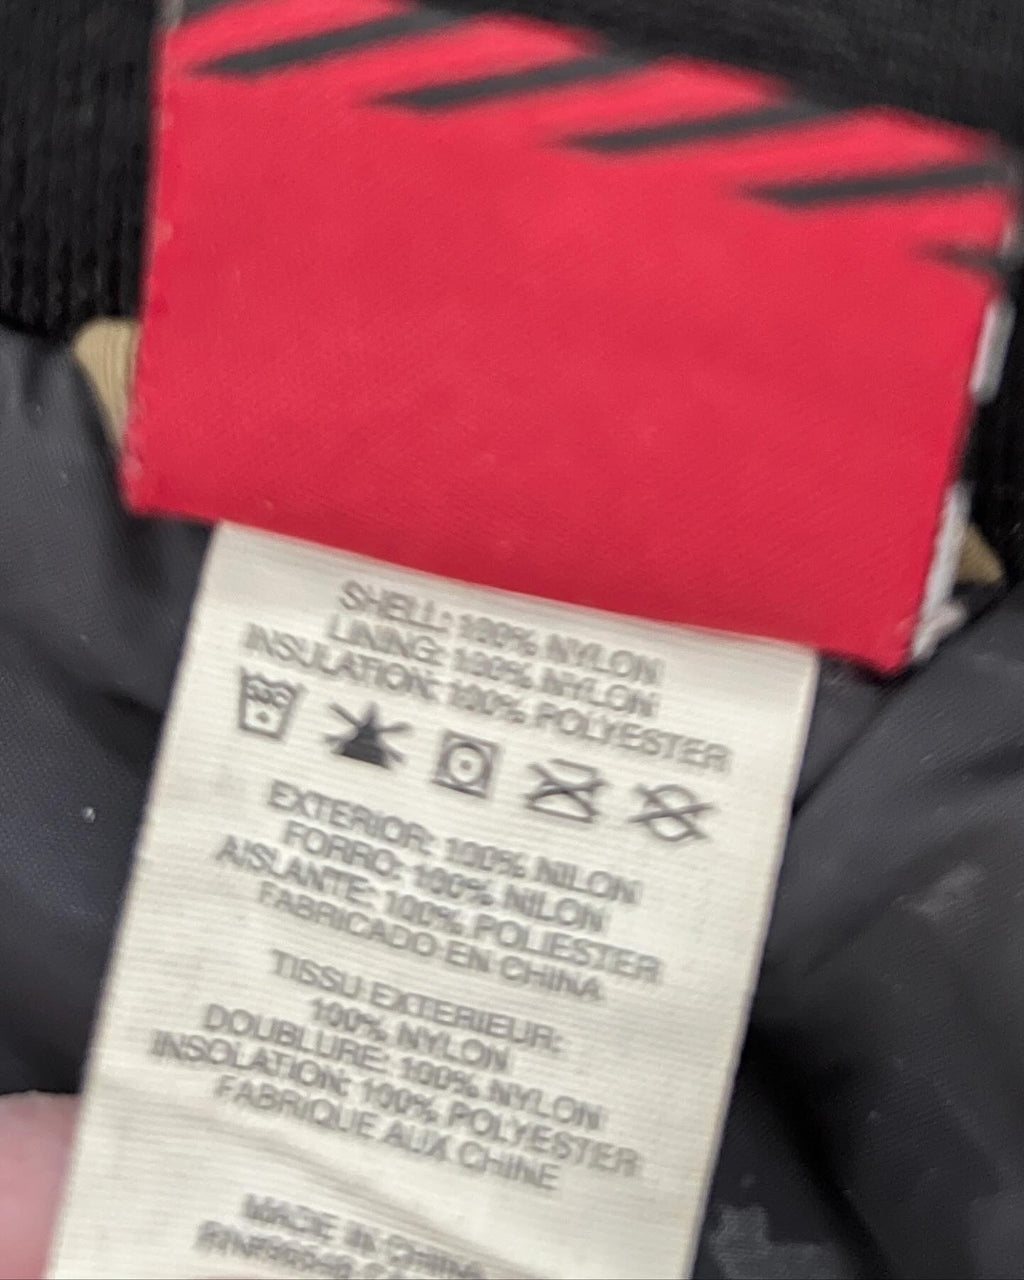 SHELL: 100% NYLON
LINING: 100% NYLON
INSULATION: 100% POLYESTER
EXTERIOR: 100% NILON
FORRO: 100% NILON
AISLANTE: 100% POLIESTER
FABRICADO EN CHINA
TISSU EXTERIEUR:
100% NYLON
DOUBLURE: 100% NYLON
INSOLATION: 100% POLYESTER
FABRIQUE AUX CHINE
MADE IN CHINA